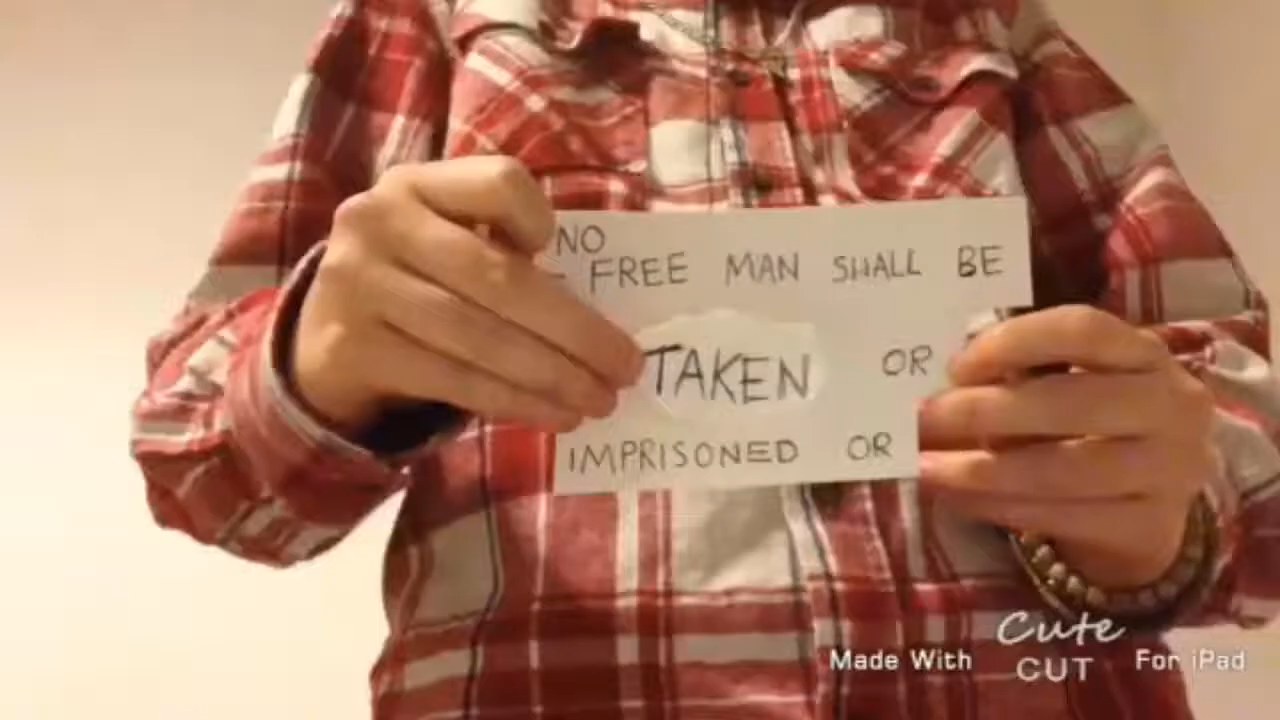 NO
FREE MAN SHALL BE
TAKEN OR
IMPRISONED OR
Made With Cute CUT For iPad